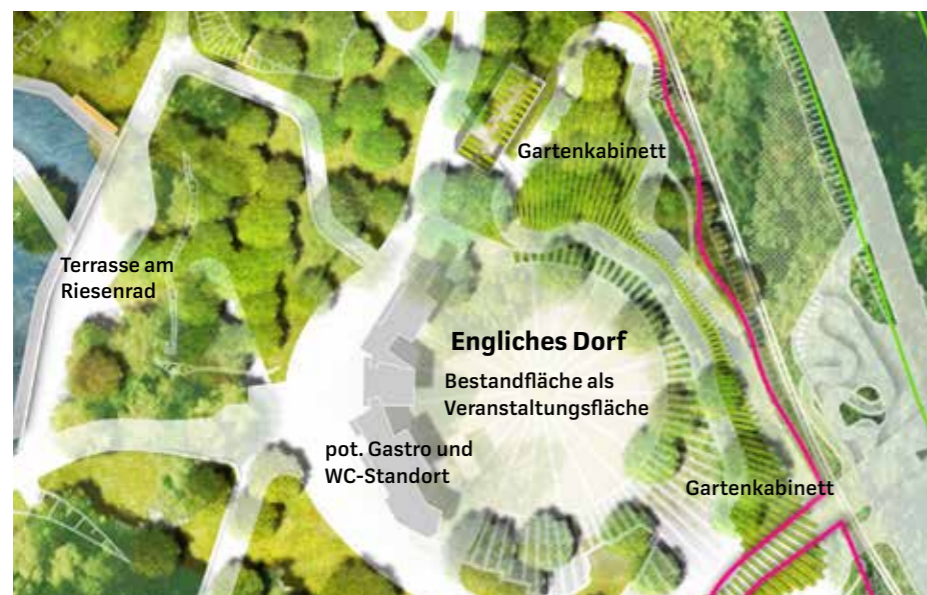 Gartenkabinett
Terrasse am
Riesenrad
Engliches Dorf
Bestandfläche als
Veranstaltungsfläche
pot. Gastro und
WC-Standort
Gartenkabinett